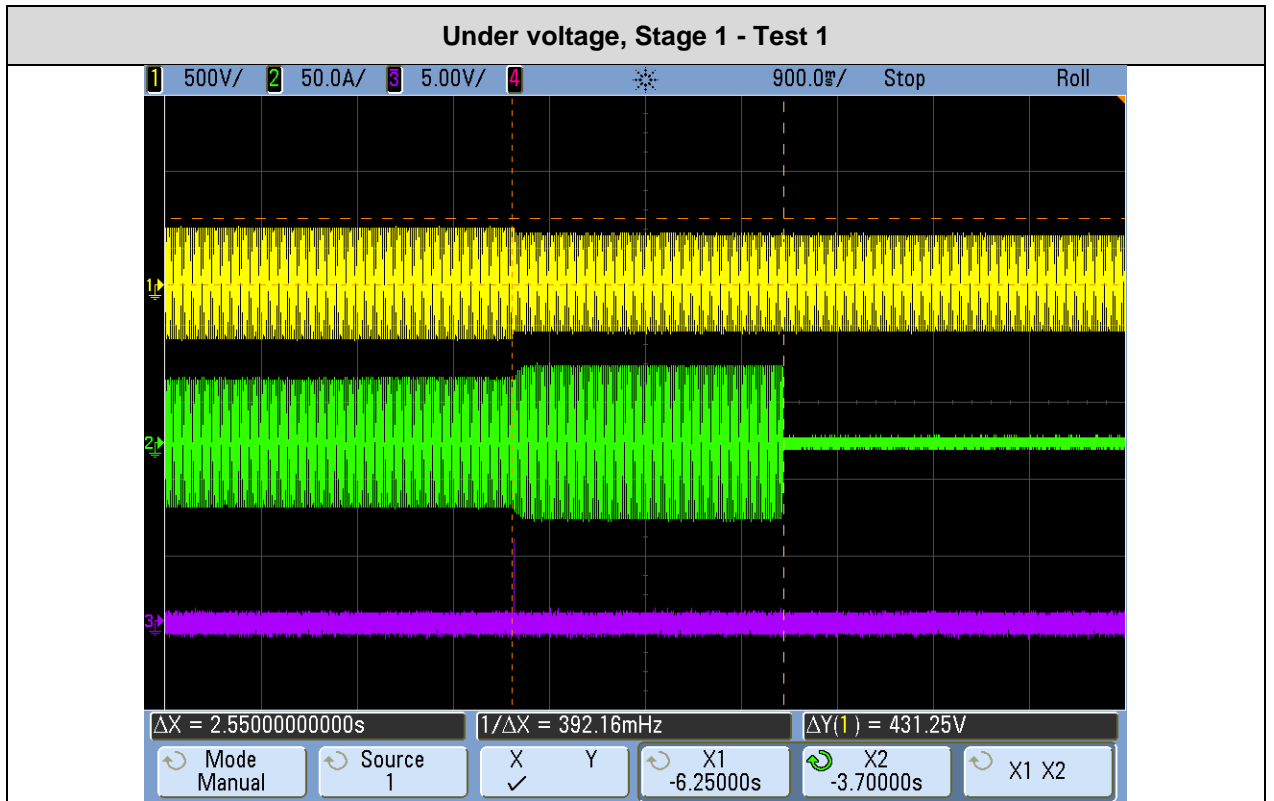 Under voltage, Stage 1 - Test 1
1 500V/ 2 50.0A/ 3 5.00V/ 4 900.0ms/ Stop Roll
1
2
3
ΔX = 2.55000000000s 1/ΔX = 392.16mHz ΔY(1) = 431.25V
Mode Source X Y X1 X2 X1 X2
Manual 1 ✓ -6.25000s -3.70000s